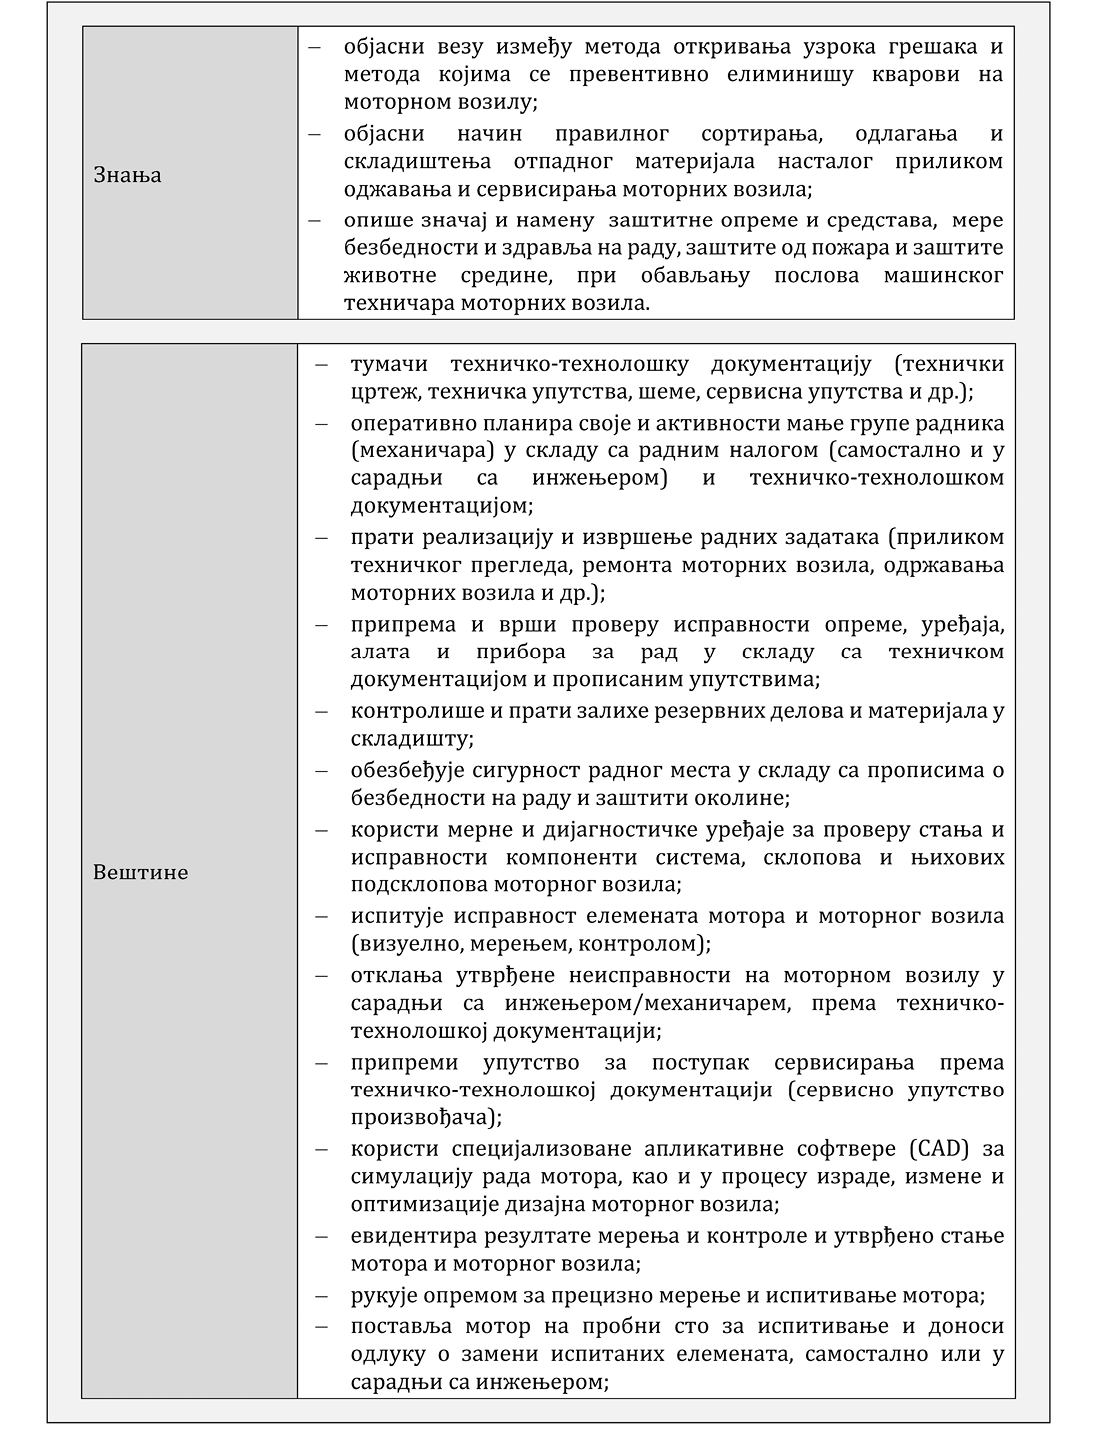 Знања
– објасни везу између метода откривања узрока грешака и
метода којима се превентивно елиминишу кварови на
моторном возилу;
– објасни начин правилног сортирања, одлагања и
складиштења отпадног материјала насталог приликом
оджавања и сервисирања моторних возила;
– опише значај и намену заштитне опреме и средстава, мере
безбедности и здравља на раду, заштите од пожара и заштите
животне средине, при обављању послова машинског
техничара моторних возила.
Вештине
– тумачи техничко-технолошку документацију (технички
цртеж, техничка упутства, шеме, сервисна упутства и др.);
– оперативно планира своје и активности мање групе радника
(механичара) у складу са радним налогом (самостално и у
сарадњи са инжењером) и техничко-технолошком
документацијом;
– прати реализацију и извршење радних задатака (приликом
техничког прегледа, ремонта моторних возила, одржавања
моторних возила и др.);
– припрема и врши проверу исправности опреме, уређаја,
алата и прибора за рад у складу са техничком
документацијом и прописаним упутствима;
– контролише и прати залихе резервних делова и материјала у
складишту;
– обезбеђује сигурност радног места у складу са прописима о
безбедности на раду и заштити околине;
– користи мерне и дијагностичке уређаје за проверу стања и
исправности компоненти система, склопова и њихових
подсклопова моторног возила;
– испитује исправност елемената мотора и моторног возила
(визуелно, мерењем, контролом);
– отклања утврђене неисправности на моторном возилу у
сарадњи са инжењером/механичарем, према техничко-
технолошкој документацији;
– припреми упутство за поступак сервисирања према
техничко-технолошкој документацији (сервисно упутство
произвођача);
– користи специјализоване апликативне софтвере (CAD) за
симулацију рада мотора, као и у процесу израде, измене и
оптимизације дизајна моторног возила;
– евидентира резултате мерења и контроле и утврђено стање
мотора и моторног возила;
– рукује опремом за прецизно мерење и испитивање мотора;
– поставља мотор на пробни сто за испитивање и доноси
одлуку о замени испитаних елемената, самостално или у
сарадњи са инжењером;